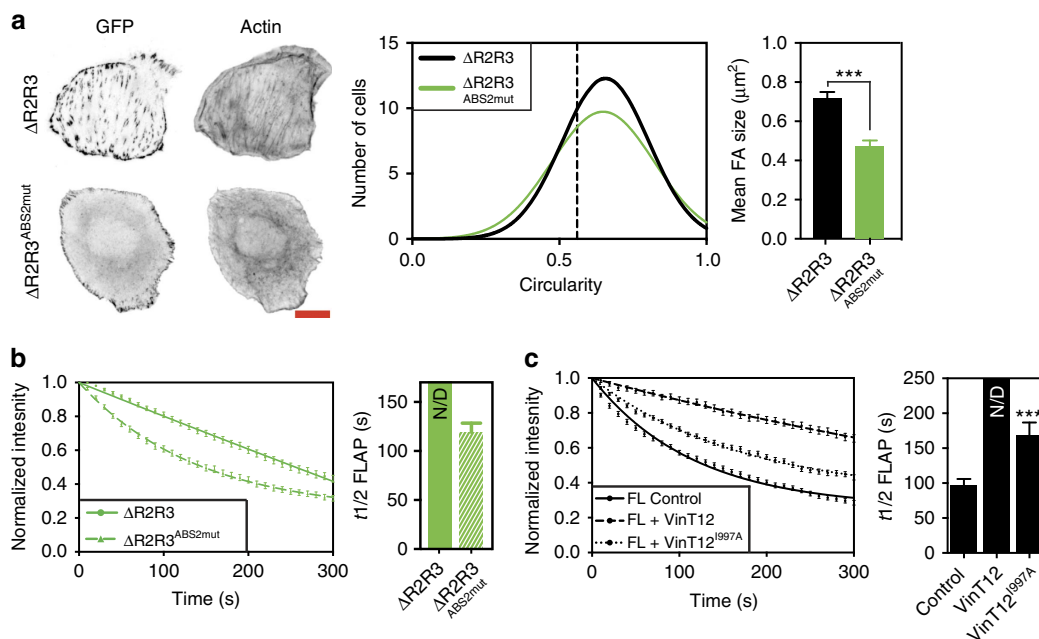 a
GFP
Actin
ΔR2R3
ΔR2R3ABS2mut
Number of cells
15
10
5
0
ΔR2R3
ΔR2R3
ABS2mut
0.0
0.5
1.0
Circularity
Mean FA size (μm2)
1.0
0.8
0.6
0.4
0.2
0.0
***
ΔR2R3
ΔR2R3
ABS2mut
b
Normalized intesnity
1.0
0.8
0.6
0.4
0.2
0.0
ΔR2R3
ΔR2R3ABS2mut
0
100
200
300
Time (s)
t1/2 FLAP (s)
150
100
50
0
N/D
ΔR2R3
ΔR2R3
ABS2mut
c
Normalized intesnity
1.0
0.8
0.6
0.4
0.2
0.0
FL Control
FL + VinT12
FL + VinT12I997A
0
100
200
300
Time (s)
t1/2 FLAP (s)
250
200
150
100
50
0
N/D
***
Control
VinT12
VinT12I997A